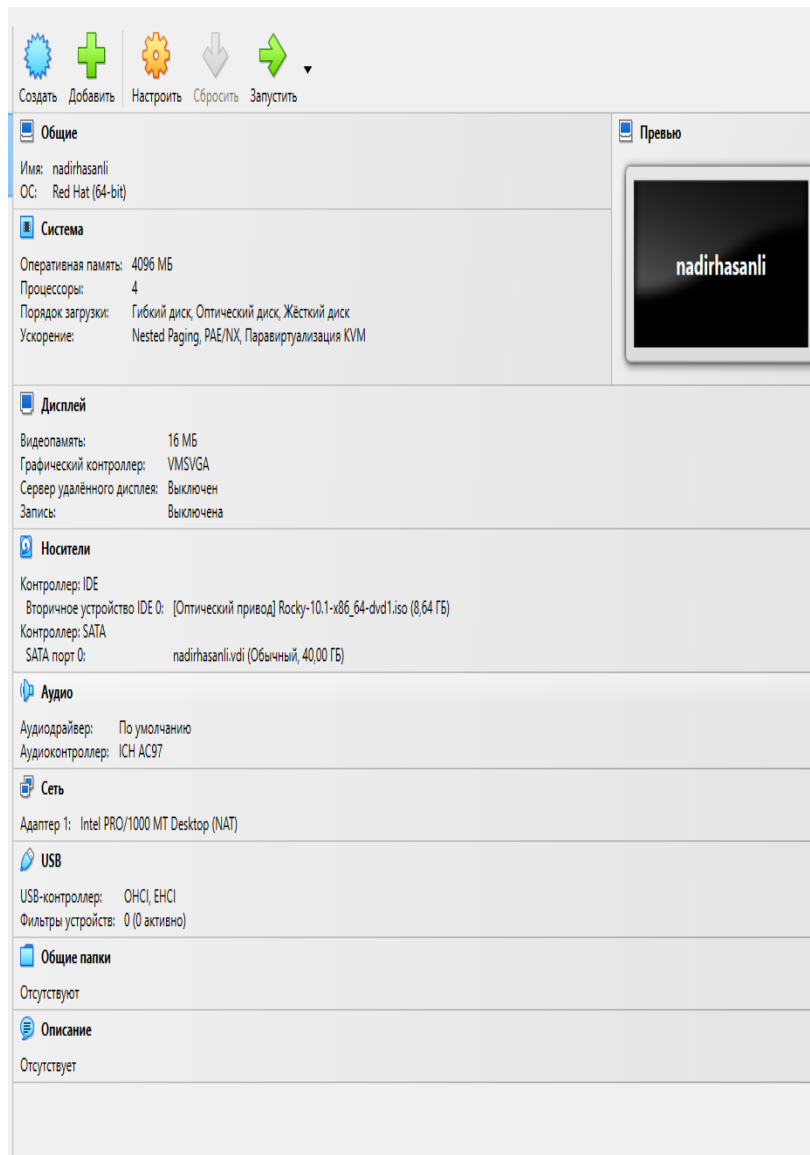 Создать Добавить Настроить Сбросить Запустить
Общие
Имя: nadirhasanli
ОС: Red Hat (64-bit)
Превью
nadirhasanli
Система
Оперативная память: 4096 МБ
Процессоры: 4
Порядок загрузки: Гибкий диск, Оптический диск, Жёсткий диск
Ускорение: Nested Paging, PAE/NX, Паравиртуализация KVM
Дисплей
Видеопамять: 16 МБ
Графический контроллер: VMSVGA
Сервер удалённого дисплея: Выключен
Запись: Выключена
Носители
Контроллер: IDE
Вторичное устройство IDE 0: [Оптический привод] Rocky-10.1-x86_64-dvd1.iso (8,64 ГБ)
Контроллер: SATA
SATA порт 0: nadirhasanli.vdi (Обычный, 40,00 ГБ)
Аудио
Аудиодрайвер: По умолчанию
Аудиоконтроллер: ICH AC97
Сеть
Адаптер 1: Intel PRO/1000 MT Desktop (NAT)
USB
USB-контроллер: OHCI, EHCI
Фильтры устройств: 0 (0 активно)
Общие папки
Отсутствуют
Описание
Отсутствует